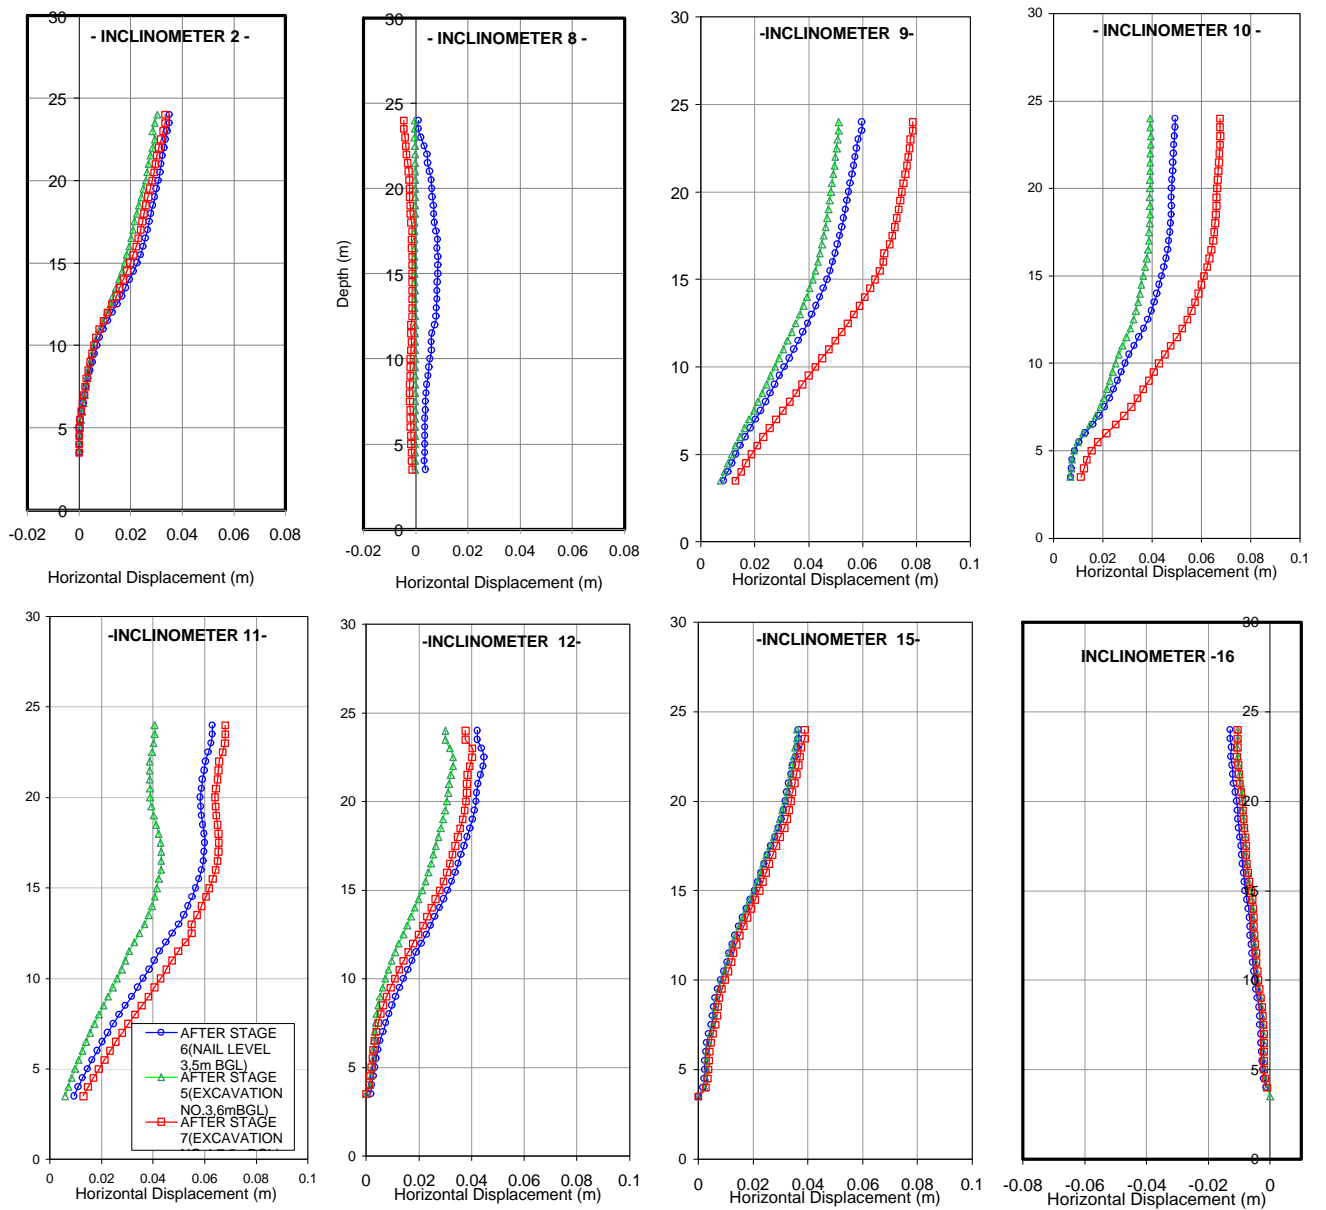 - INCLINOMETER 2 -
30
25
20
15
10
5
0
-0.02 0 0.02 0.04 0.06 0.08
Horizontal Displacement (m)
- INCLINOMETER 8 -
30
25
20
15
10
5
0
Depth (m)
-0.02 0 0.02 0.04 0.06 0.08
Horizontal Displacement (m)
-INCLINOMETER 9-
30
25
20
15
10
5
0
0 0.02 0.04 0.06 0.08 0.1
Horizontal Displacement (m)
- INCLINOMETER 10 -
30
25
20
15
10
5
0
0 0.02 0.04 0.06 0.08 0.1
Horizontal Displacement (m)
-INCLINOMETER 11-
30
25
20
15
10
5
0
AFTER STAGE
6(NAIL LEVEL
3,5m BGL)
AFTER STAGE
5(EXCAVATION
NO.3,6mBGL)
AFTER STAGE
7(EXCAVATION
0 0.02 0.04 0.06 0.08 0.1
Horizontal Displacement (m)
-INCLINOMETER 12-
30
25
20
15
10
5
0
0 0.02 0.04 0.06 0.08 0.1
Horizontal Displacement (m)
-INCLINOMETER 15-
30
25
20
15
10
5
0
0 0.02 0.04 0.06 0.08 0.1
Horizontal Displacement (m)
INCLINOMETER -16
30
25
20
15
10
5
0
-0.08 -0.06 -0.04 -0.02 0
Horizontal Displacement (m)